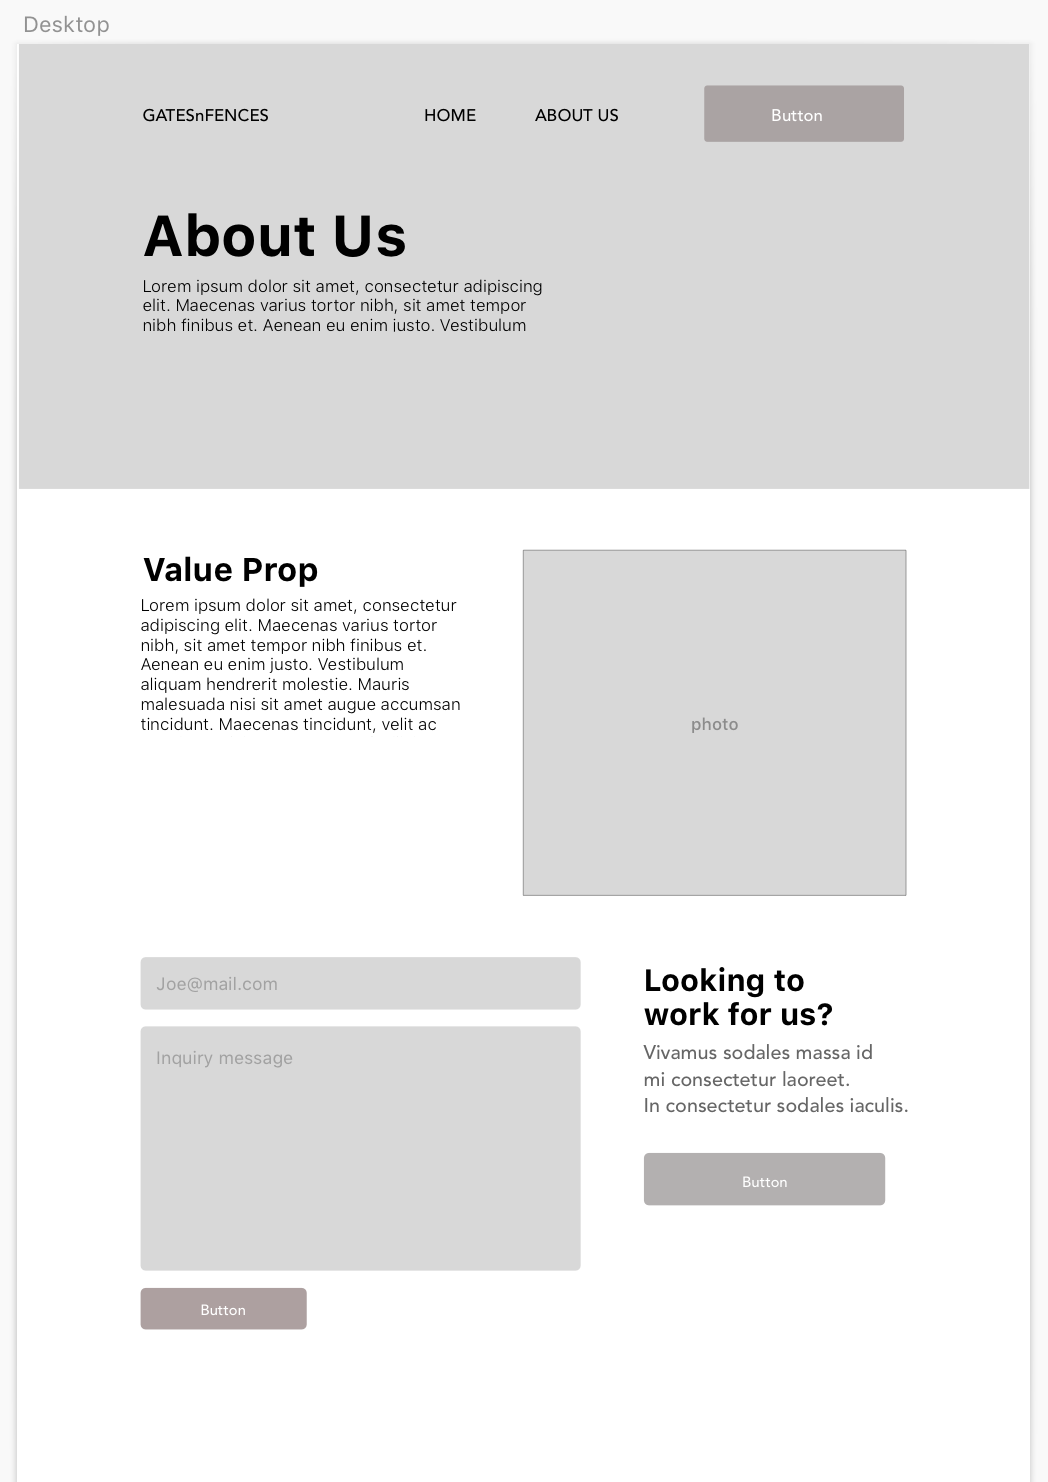 Desktop
GATESnFENCES
HOME
ABOUT US
Button
About Us
Lorem ipsum dolor sit amet, consectetur adipiscing
elit. Maecenas varius tortor nibh, sit amet tempor
nibh finibus et. Aenean eu enim justo. Vestibulum
Value Prop
Lorem ipsum dolor sit amet, consectetur
adipiscing elit. Maecenas varius tortor
nibh, sit amet tempor nibh finibus et.
Aenean eu enim justo. Vestibulum
aliquam hendrerit molestie. Mauris
malesuada nisi sit amet augue accumsan
tincidunt. Maecenas tincidunt, velit ac
photo
Joe@mail.com
Inquiry message
Button
Looking to
work for us?
Vivamus sodales massa id
mi consectetur laoreet.
In consectetur sodales iaculis.
Button